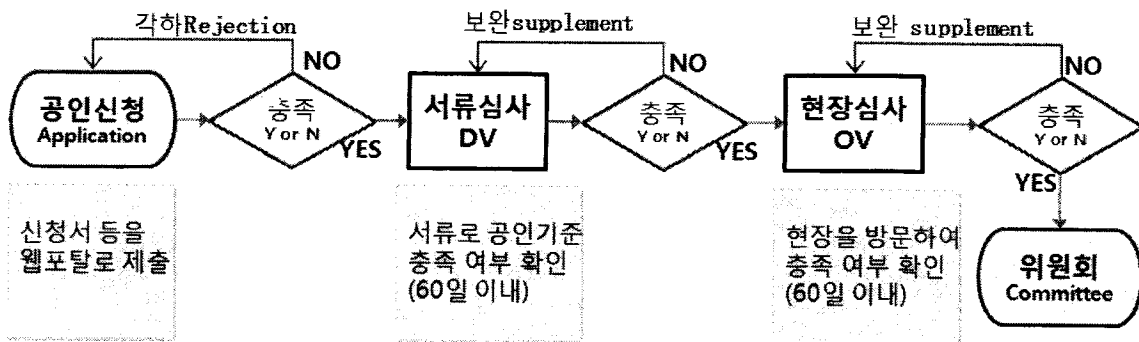 각하Rejection
보완supplement
보완 supplement
NO
NO
NO
공인신청
Application
충족
Y or N
YES
서류심사
DV
충족
Y or N
YES
현장심사
OV
충족
Y or N
YES
신청서 등을
웹포탈로 제출
서류로 공인기준
충족 여부 확인
(60일 이내)
현장을 방문하여
충족 여부 확인
(60일 이내)
위원회
Committee